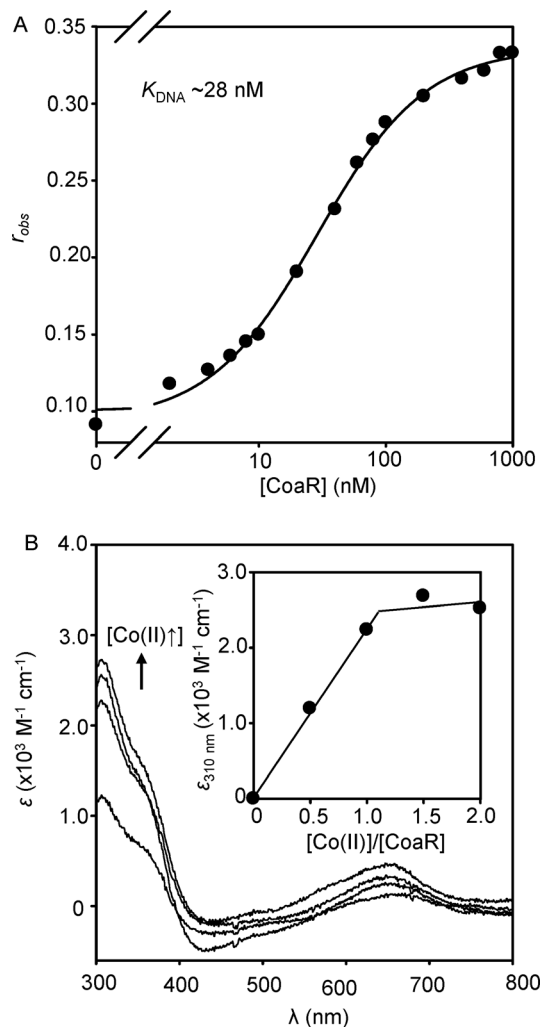 A
0.35
0.30
0.25
0.20
0.15
0.10
r_obs
K_DNA ~28 nM
0 10 100 1000
[CoaR] (nM)
B
4.0
3.0
2.0
1.0
0
ε (x10³ M⁻¹ cm⁻¹)
[Co(II)↑]
3.0
2.0
1.0
0
ε₃₁₀ ₙₘ (x10³ M⁻¹ cm⁻¹)
0 0.5 1.0 1.5 2.0
[Co(II)]/[CoaR]
300 400 500 600 700 800
λ (nm)